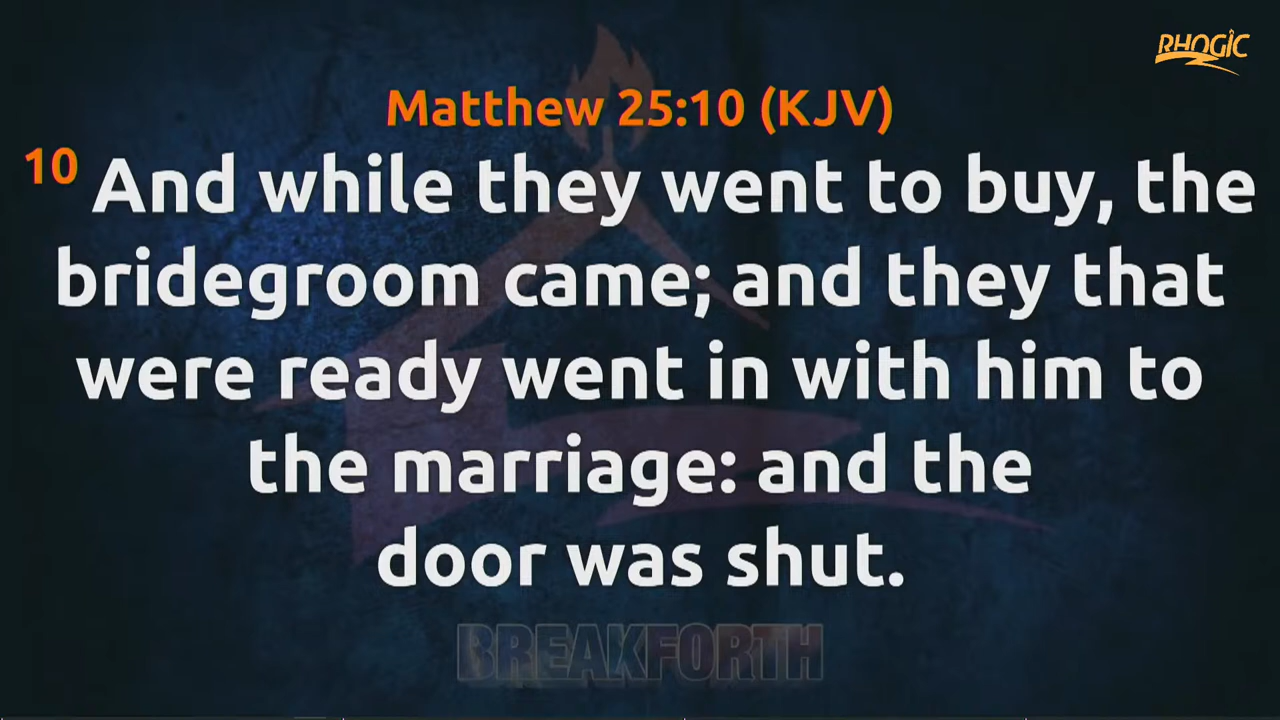 RHOGIC
Matthew 25:10 (KJV)
10 And while they went to buy, the
bridegroom came; and they that
were ready went in with him to
the marriage: and the
door was shut.
BREAKFORTH